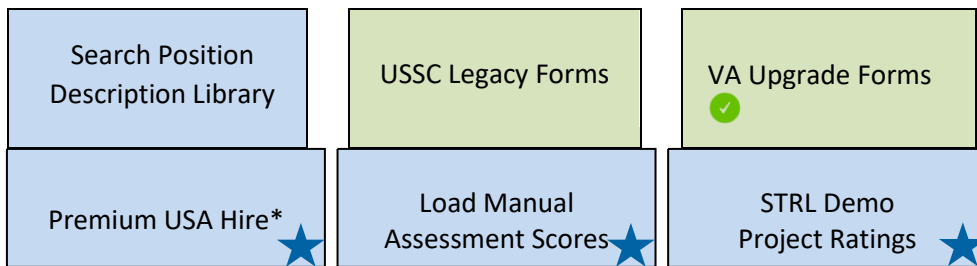 Search Position
Description Library
USSC Legacy Forms
VA Upgrade Forms
Premium USA Hire*
Load Manual
Assessment Scores
STRL Demo
Project Ratings